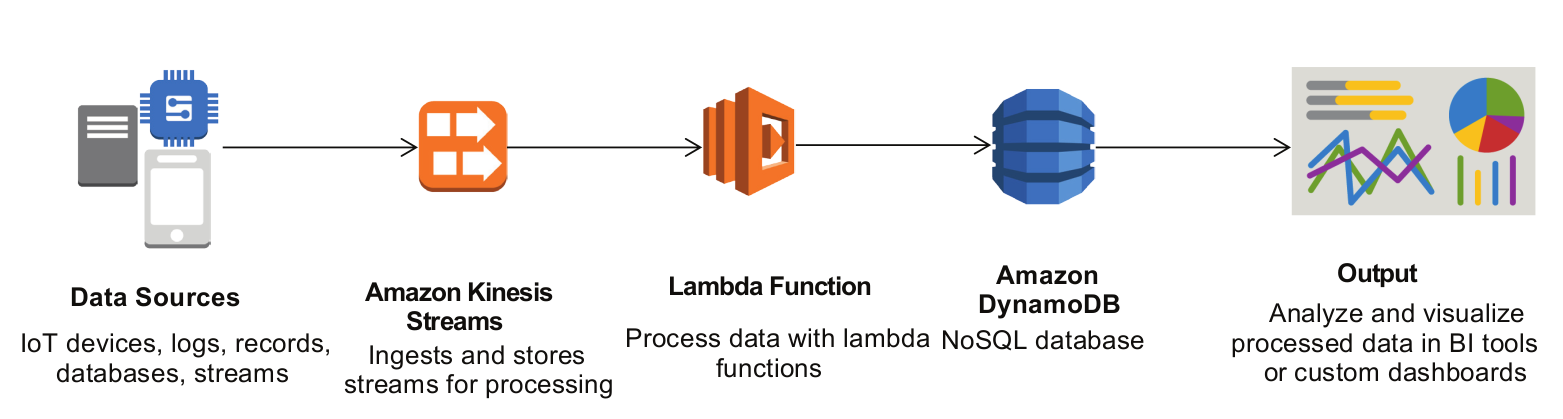 Data Sources
IoT devices, logs, records,
databases, streams
Amazon Kinesis
Streams
Ingests and stores
streams for processing
Lambda Function
Process data with lambda
functions
Amazon
DynamoDB
NoSQL database
Output
Analyze and visualize
processed data in BI tools
or custom dashboards